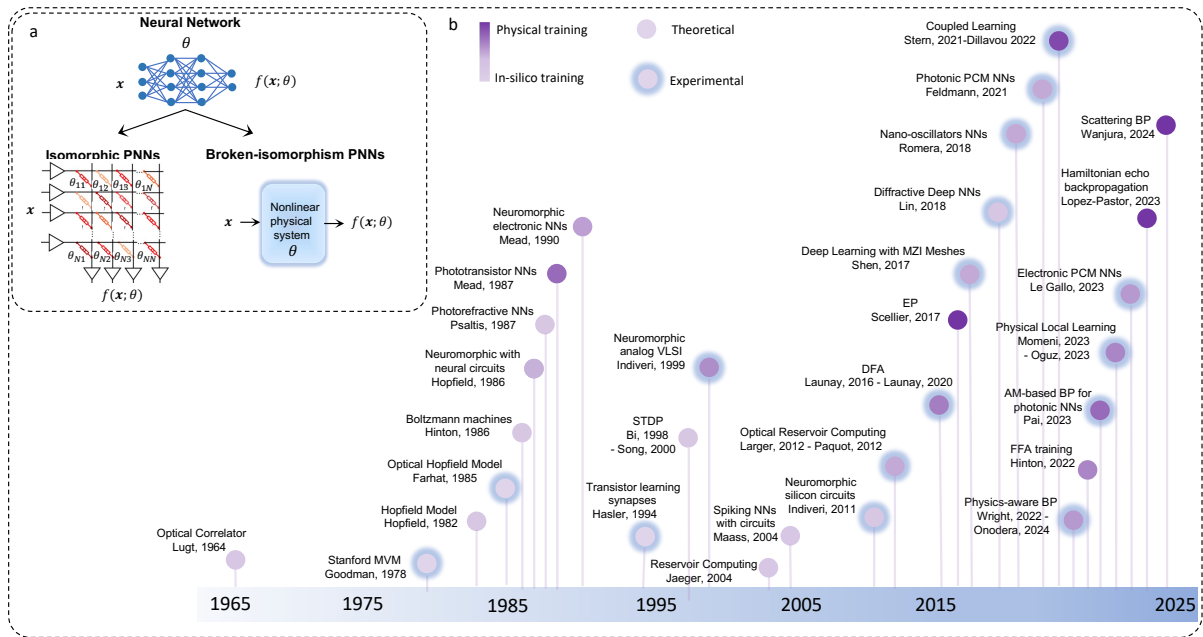 a
Neural Network
θ
x
f(x;θ)
Isomorphic PNNs
θ11 θ12 θ13 θ1N
x
θN1 θN2 θN3 θNN
f(x;θ)
Broken-isomorphism PNNs
x
Nonlinear
physical
system
θ
f(x;θ)
b
Physical training
In-silico training
Theoretical
Experimental
Optical Correlator
Lugt, 1964
Stanford MVM
Goodman, 1978
Hopfield Model
Hopfield, 1982
Optical Hopfield Model
Farhat, 1985
Boltzmann machines
Hinton, 1986
Neuromorphic with
neural circuits
Hopfield, 1986
Photorefractive NNs
Psaltis, 1987
Phototransistor NNs
Mead, 1987
Neuromorphic
electronic NNs
Mead, 1990
Transistor learning
synapses
Hasler, 1994
STDP
Bi, 1998
- Song, 2000
Neuromorphic
analog VLSI
Indiveri, 1999
Reservoir Computing
Jaeger, 2004
Spiking NNs
with circuits
Maass, 2004
Neuromorphic
silicon circuits
Indiveri, 2011
Optical Reservoir Computing
Larger, 2012 - Paquot, 2012
DFA
Launay, 2016 - Launay, 2020
EP
Scellier, 2017
Deep Learning with MZI Meshes
Shen, 2017
Diffractive Deep NNs
Lin, 2018
Nano-oscillators NNs
Romera, 2018
Photonic PCM NNs
Feldmann, 2021
Coupled Learning
Stern, 2021-Dillavou 2022
Physics-aware BP
Wright, 2022 -
Onodera, 2024
FFA training
Hinton, 2022
AM-based BP for
photonic NNs
Pai, 2023
Physical Local Learning
Momeni, 2023
- Oguz, 2023
Electronic PCM NNs
Le Gallo, 2023
Hamiltonian echo
backpropagation
Lopez-Pastor, 2023
Scattering BP
Wanjura, 2024
1965
1975
1985
1995
2005
2015
2025